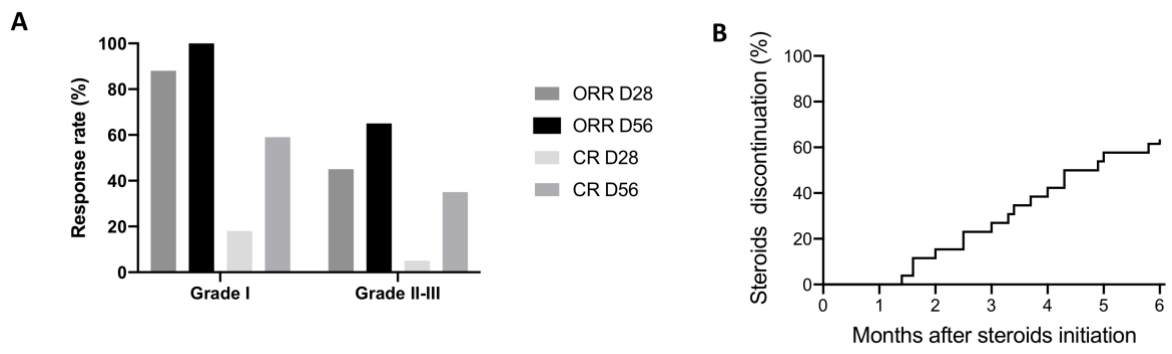 A
Response rate (%)
100
80
60
40
20
0
Grade I
Grade II-III
ORR D28
ORR D56
CR D28
CR D56
B
Steroids discontinuation (%)
100
80
60
40
20
0
0 1 2 3 4 5 6
Months after steroids initiation